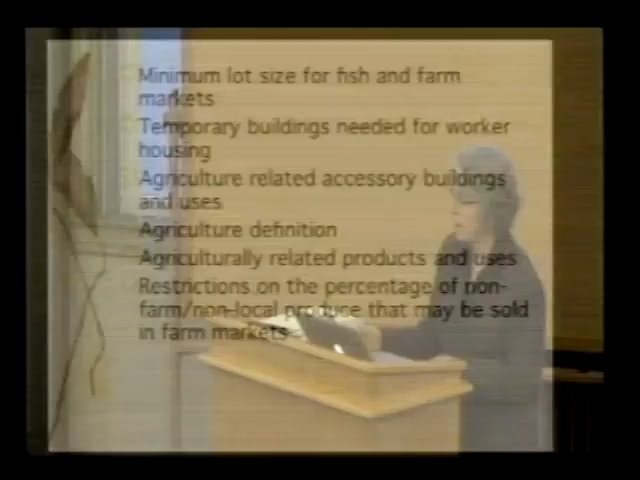 Minimum lot size for fish and farm
markets
Temporary buildings needed for worker
housing
Agriculture related accessory buildings
and uses
Agriculture definition
Agriculturally related products and uses
Restrictions on the percentage of non-
farm/non-local produce that may be sold
in farm markets